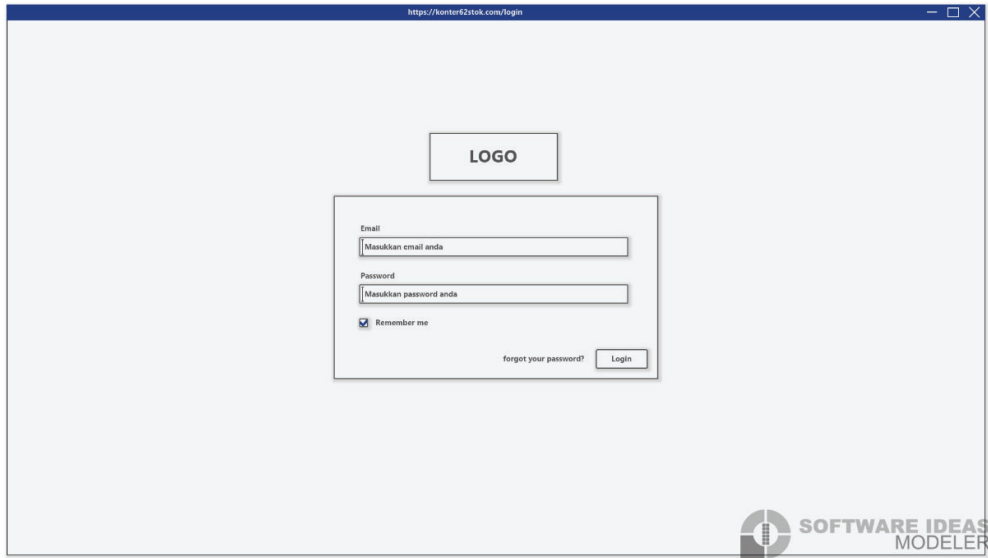 https://konter62stok.com/login
LOGO
Email
Masukkan email anda
Password
Masukkan password anda
Remember me
forgot your password? Login
SOFTWARE IDEAS
MODELER